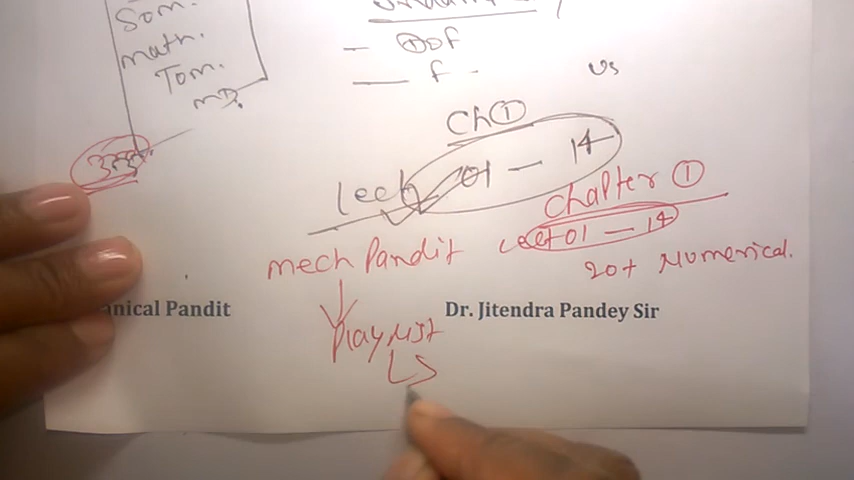 Som.
math.
Tom.
MD.
- Dof
- f -
Us
Ch ①
Lect 01 - 14
Chapter ①
Lect 01 - 14
20+ Numerical.
mech Pandit
Playlist
anical Pandit
Dr. Jitendra Pandey Sir